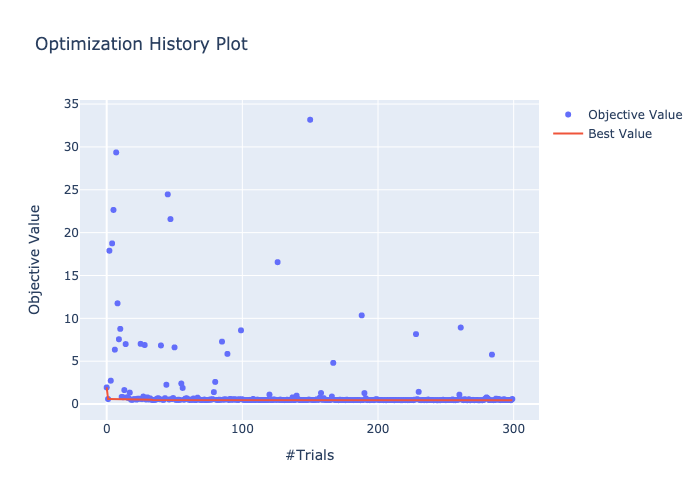 Optimization History Plot
Objective Value
Best Value
35
30
25
20
15
10
5
0
Objective Value
0 100 200 300
#Trials